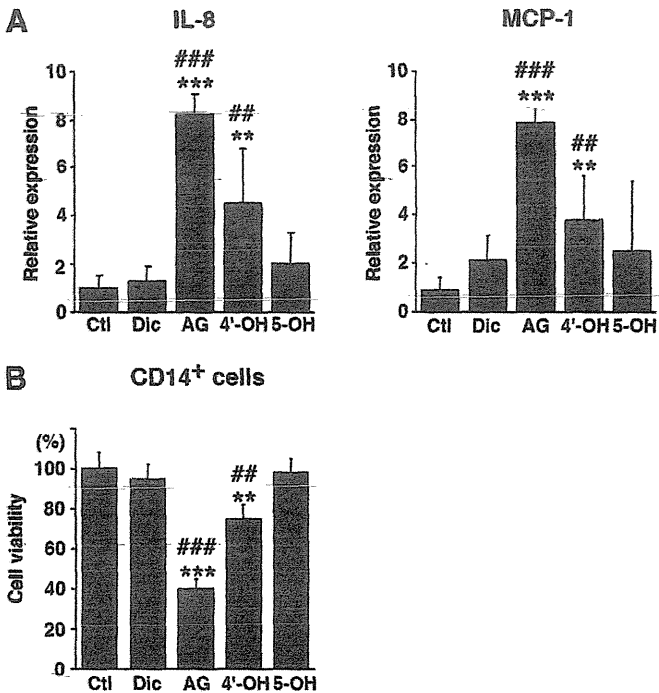 A
IL-8
MCP-1
###
***
##
**
Relative expression
10
8
6
4
2
0
Ctl Dic AG 4'-OH 5-OH
###
***
##
**
Relative expression
10
8
6
4
2
0
Ctl Dic AG 4'-OH 5-OH
B
CD14+ cells
(%)
100
80
60
40
20
0
Cell viability
###
***
##
**
Ctl Dic AG 4'-OH 5-OH